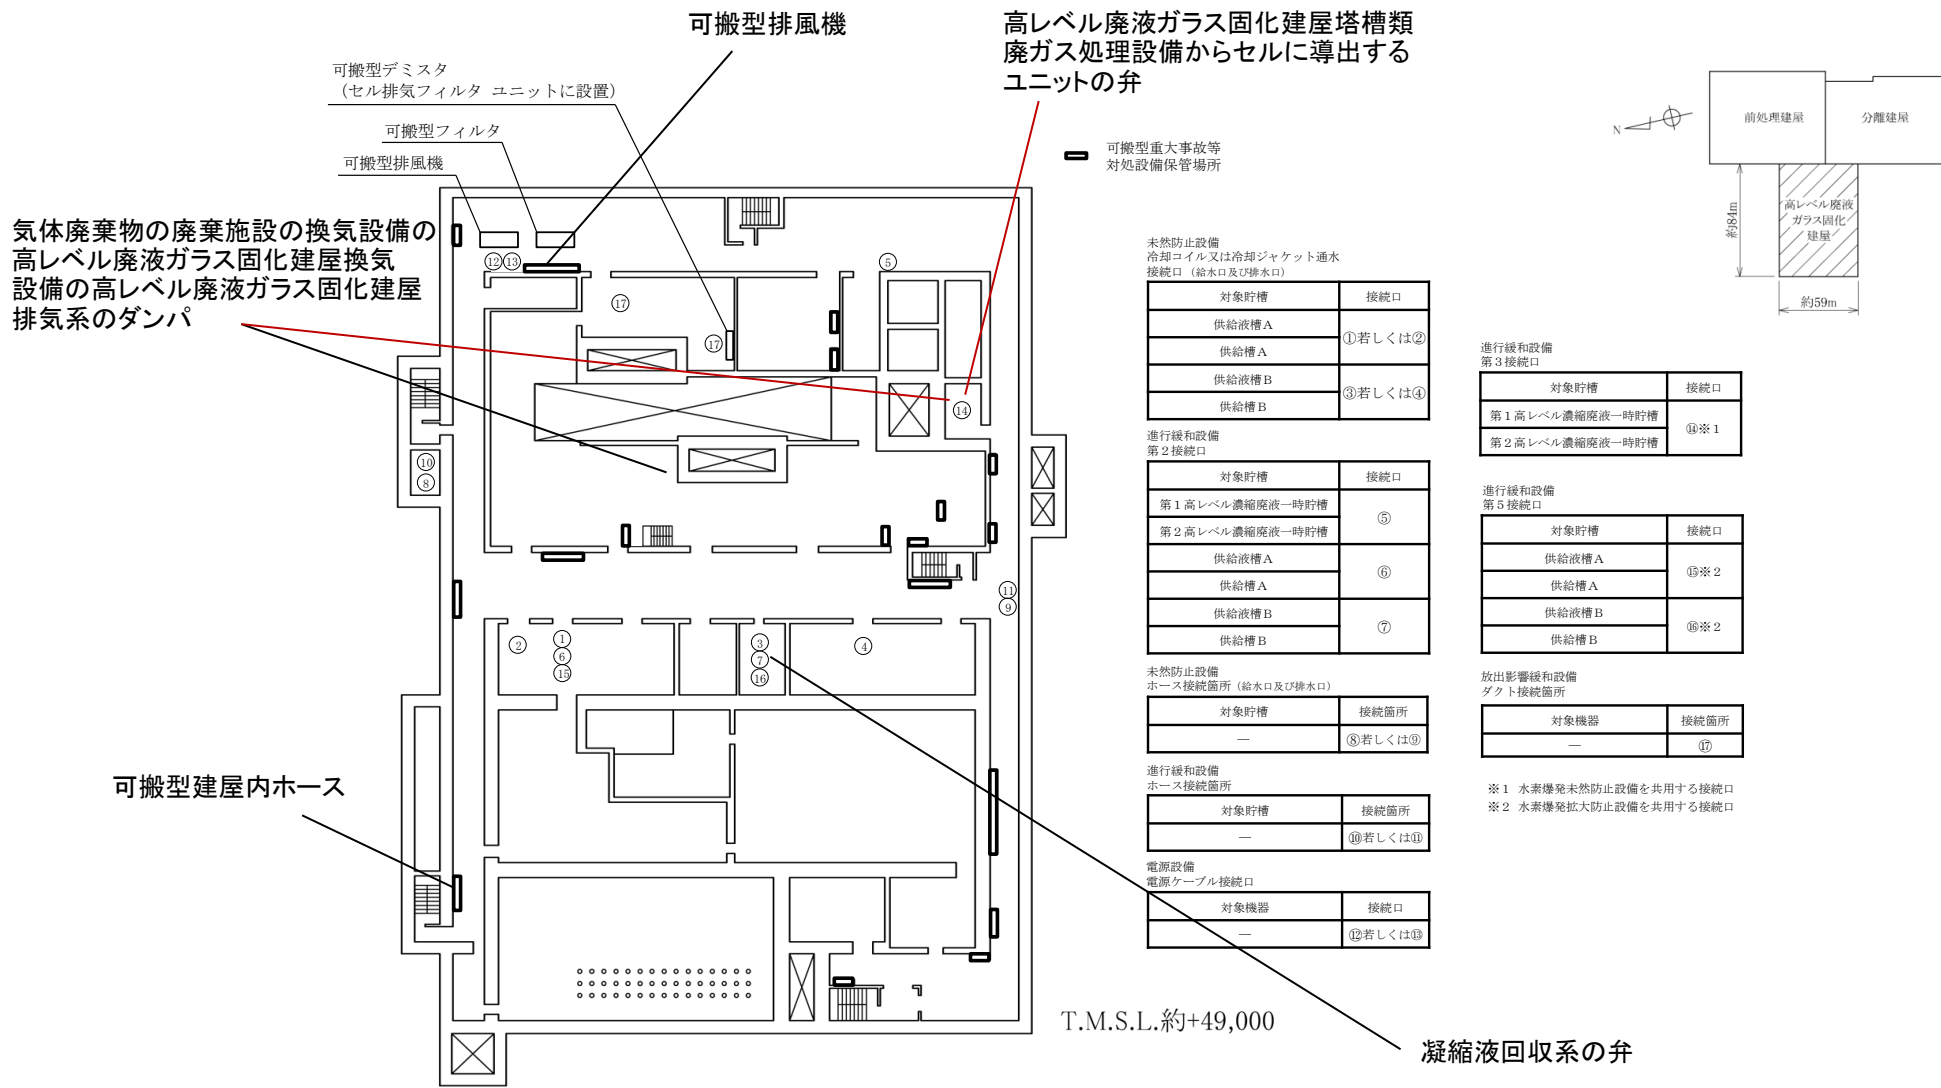 可搬型排風機
高レベル廃液ガラス固化建屋塔槽類
廃ガス処理設備からセルに導出する
ユニットの弁
可搬型デミスタ
（セル排気フィルタ ユニットに設置）
可搬型フィルタ
可搬型排風機
気体廃棄物の廃棄施設の換気設備の
高レベル廃液ガラス固化建屋換気
設備の高レベル廃液ガラス固化建屋
排気系のダンパ
可搬型建屋内ホース
凝縮液回収系の弁
T.M.S.L.約+49,000
可搬型重大事故等
対処設備保管場所
N
前処理建屋
分離建屋
高レベル廃液
ガラス固化
建屋
約84m
約59m
⑫⑬
⑤
⑰
⑰
⑭
⑩
⑧
⑪
⑨
②
①
⑥
⑮
③
⑦
⑯
④
未然防止設備
冷却コイル又は冷却ジャケット通水
接続口（給水口及び排水口）
対象貯槽 接続口
供給液槽A ①若しくは②
供給槽A
供給液槽B ③若しくは④
供給槽B
進行緩和設備
第２接続口
対象貯槽 接続口
第１高レベル濃縮廃液一時貯槽 ⑤
第２高レベル濃縮廃液一時貯槽
供給液槽A ⑥
供給槽A
供給液槽B ⑦
供給槽B
未然防止設備
ホース接続箇所（給水口及び排水口）
対象貯槽 接続箇所
― ⑧若しくは⑨
進行緩和設備
ホース接続箇所
対象貯槽 接続箇所
― ⑩若しくは⑪
電源設備
電源ケーブル接続口
対象機器 接続口
― ⑫若しくは⑬
進行緩和設備
第３接続口
対象貯槽 接続口
第１高レベル濃縮廃液一時貯槽 ⑭※１
第２高レベル濃縮廃液一時貯槽
進行緩和設備
第５接続口
対象貯槽 接続口
供給液槽A ⑮※２
供給槽A
供給液槽B ⑯※２
供給槽B
放出影響緩和設備
ダクト接続箇所
対象機器 接続箇所
― ⑰
※１ 水素爆発未然防止設備を共用する接続口
※２ 水素爆発拡大防止設備を共用する接続口